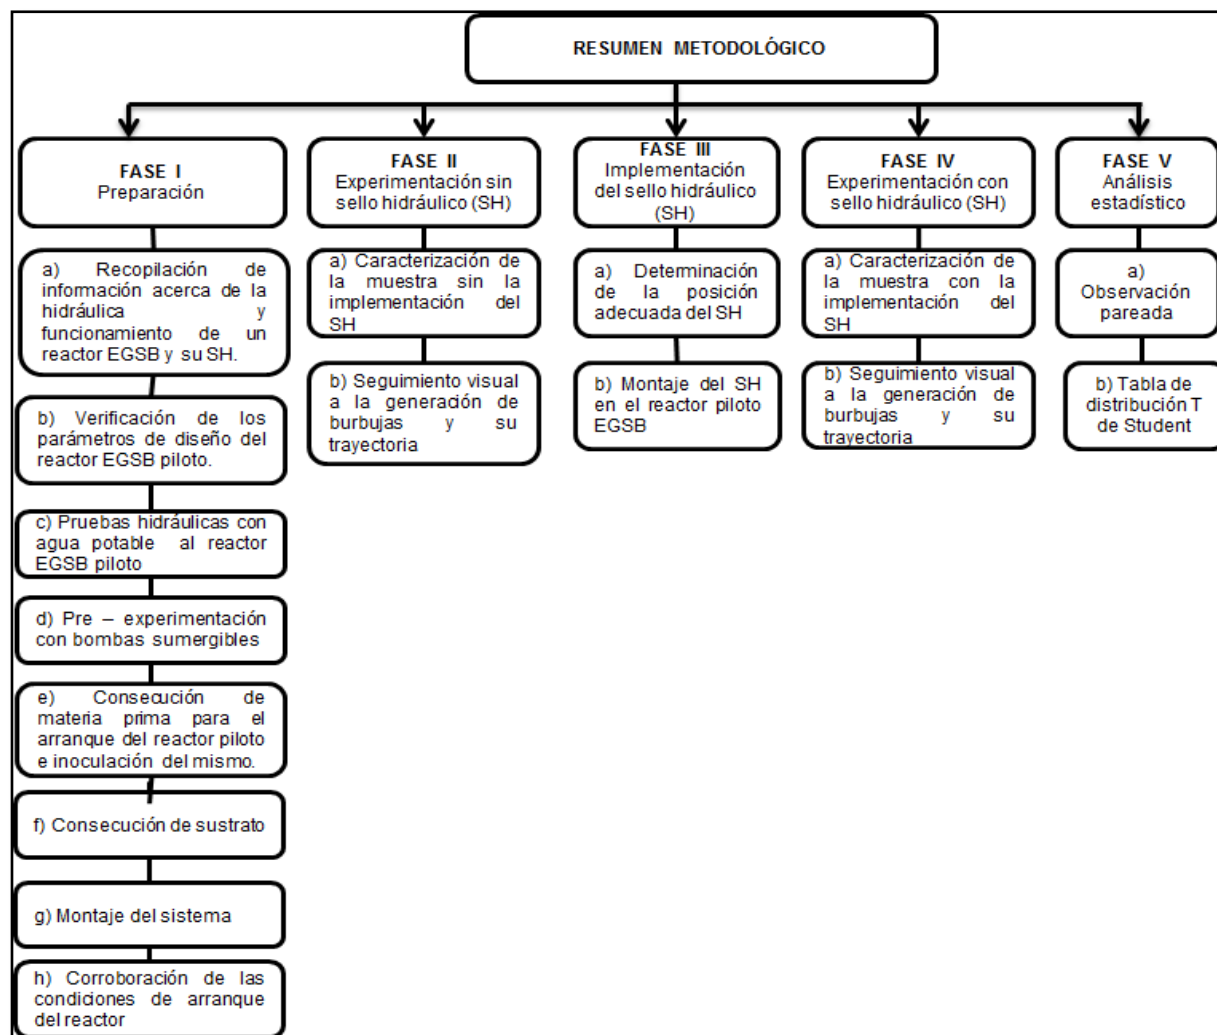 RESUMEN METODOLÓGICO
FASE I
Preparación
a) Recopilación de
información acerca de la
hidráulica y
funcionamiento de un
reactor EGSB y su SH.
b) Verificación de los
parámetros de diseño del
reactor EGSB piloto.
c) Pruebas hidráulicas con
agua potable al reactor
EGSB piloto
d) Pre – experimentación
con bombas sumergibles
e) Consecución de
materia prima para el
arranque del reactor piloto
e inoculación del mismo.
f) Consecución de sustrato
g) Montaje del sistema
h) Corroboración de las
condiciones de arranque
del reactor
FASE II
Experimentación sin
sello hidráulico (SH)
a) Caracterización de
la muestra sin la
implementación del
SH
b) Seguimiento visual
a la generación de
burbujas y su
trayectoria
FASE III
Implementación
del sello hidráulico
(SH)
a) Determinación
de la posición
adecuada del SH
b) Montaje del SH
en el reactor piloto
EGSB
FASE IV
Experimentación con
sello hidráulico (SH)
a) Caracterización de
la muestra con la
implementación del
SH
b) Seguimiento visual
a la generación de
burbujas y su
trayectoria
FASE V
Análisis
estadístico
a)
Observación
pareada
b) Tabla de
distribución T
de Student